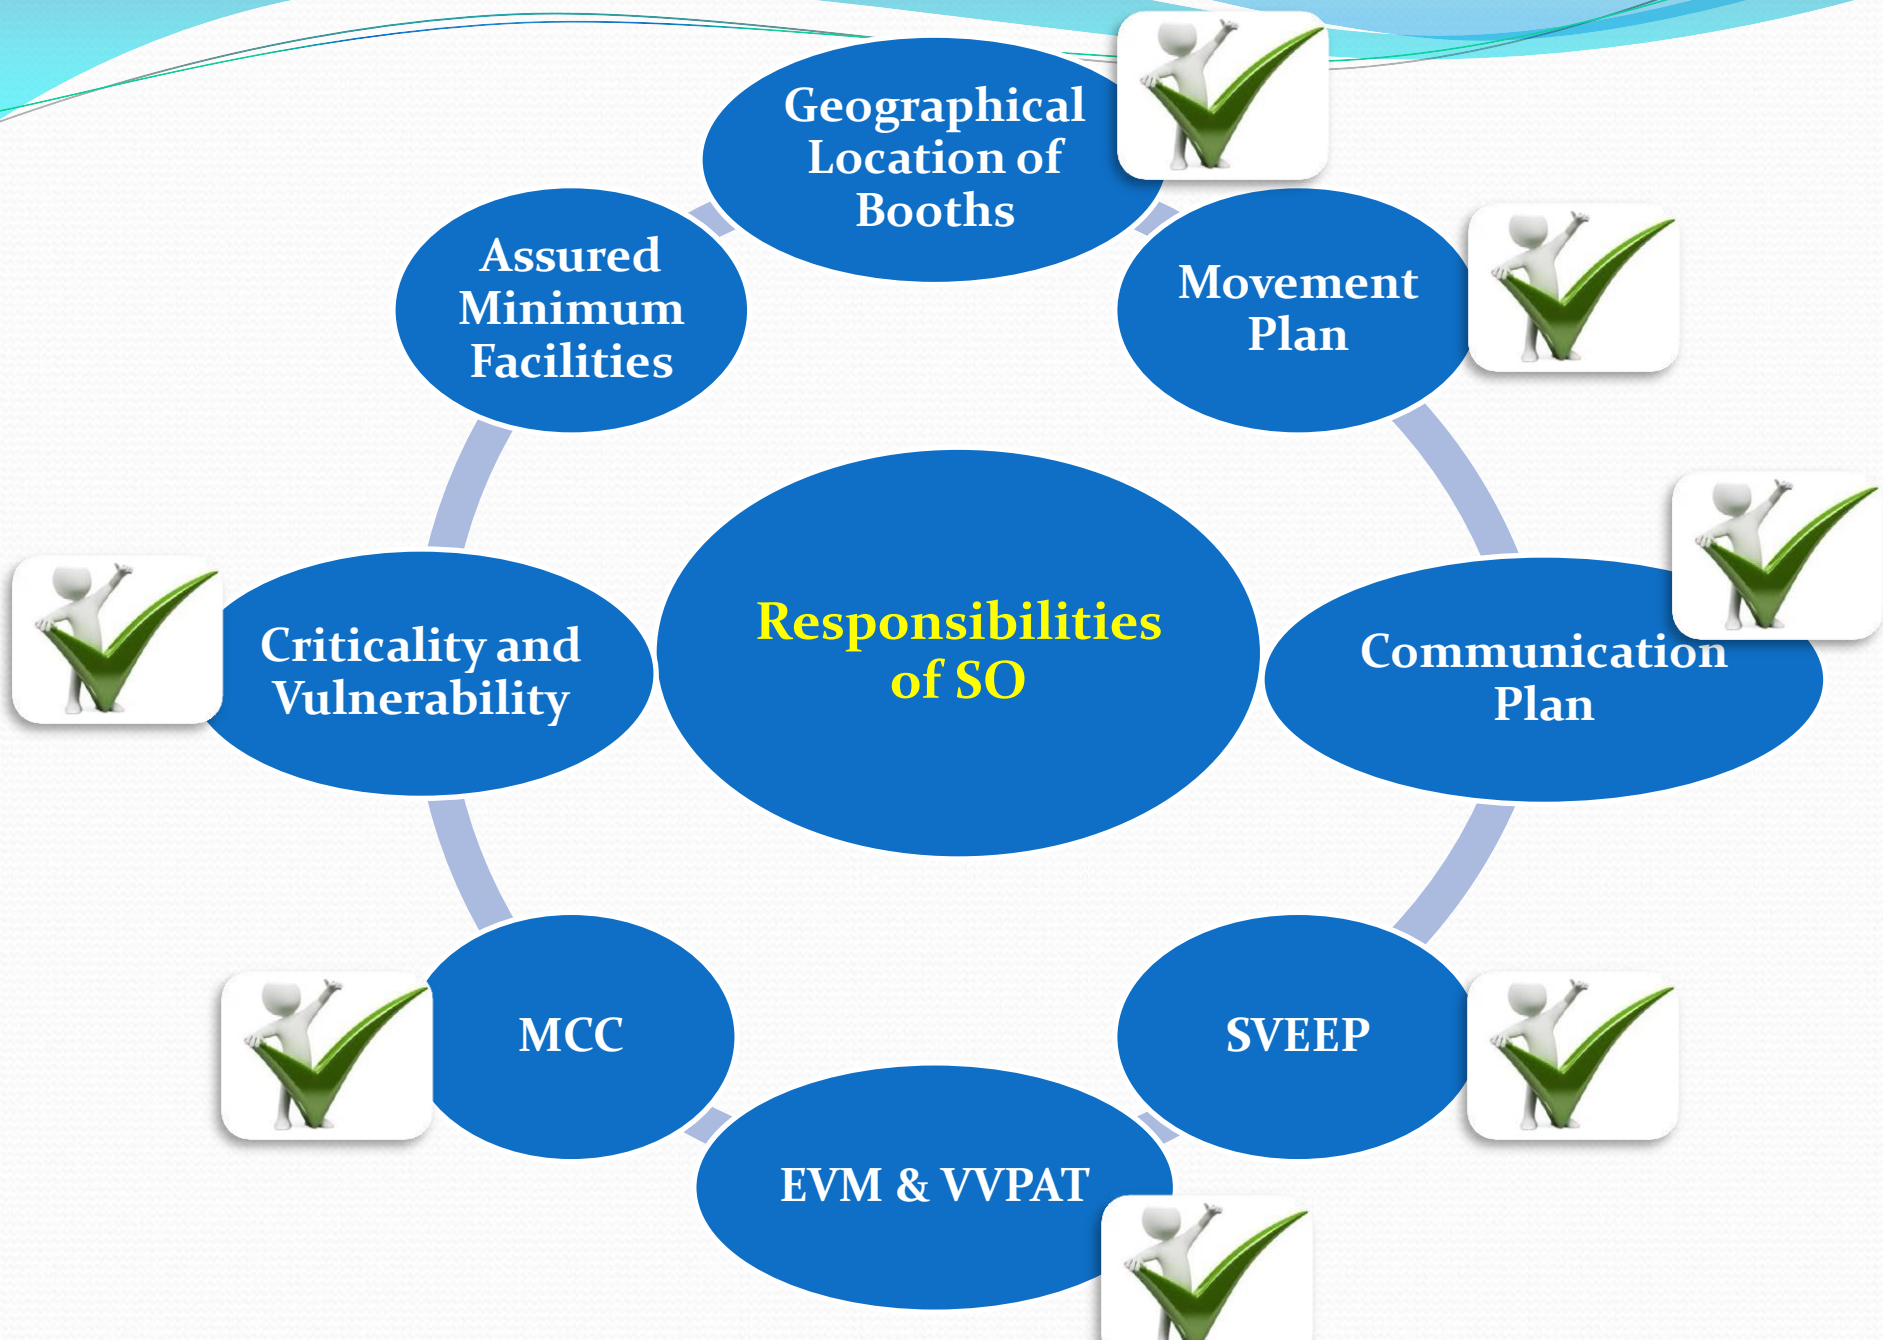 Geographical
Location of
Booths
Movement
Plan
Communication
Plan
SVEEP
EVM & VVPAT
MCC
Criticality and
Vulnerability
Assured
Minimum
Facilities
Responsibilities
of SO